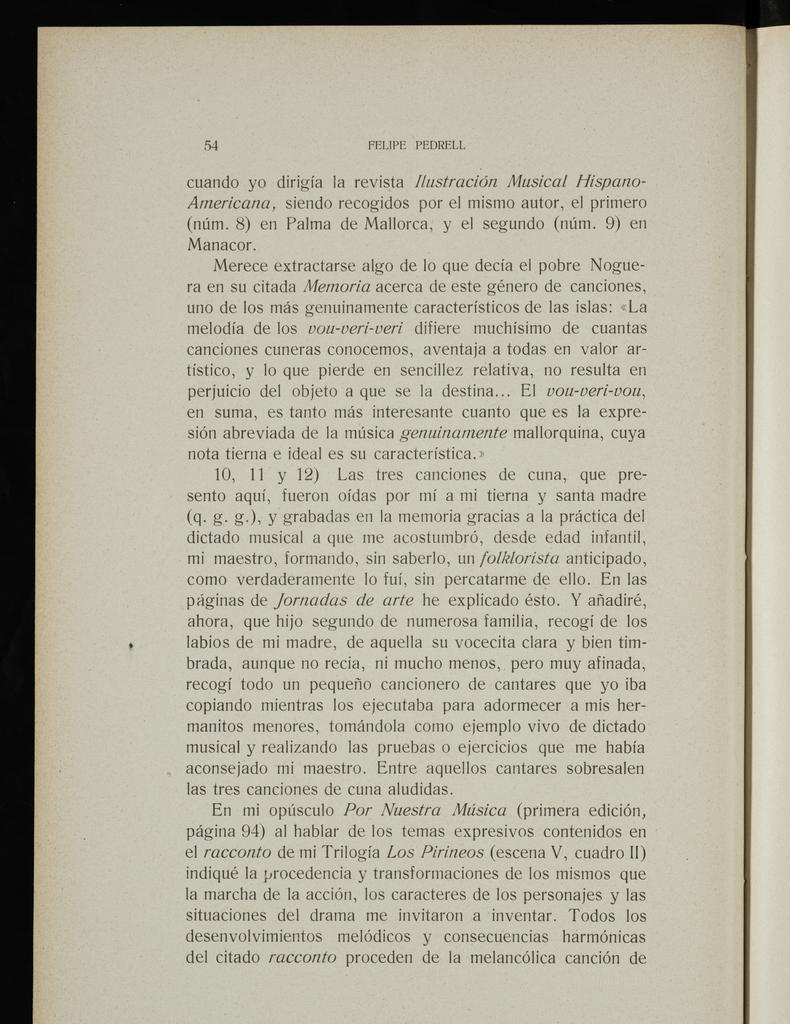 54 FELIPE PEDRELL
cuando yo dirigía la revista Ilustración Musical Hispano-
Americana, siendo recogidos por el mismo autor, el primero
(núm. 8) en Palma de Mallorca, y el segundo (núm. 9) en
Manacor.
Merece extractarse algo de lo que decía el pobre Nogue-
ra en su citada Memoria acerca de este género de canciones,
uno de los más genuinamente característicos de las islas: «La
melodía de los vou-veri-veri difiere muchísimo de cuantas
canciones cuneras conocemos, aventaja a todas en valor ar-
tístico, y lo que pierde en sencillez relativa, no resulta en
perjuicio del objeto a que se la destina... El vou-veri-vou,
en suma, es tanto más interesante cuanto que es la expre-
sión abreviada de la música genuinamente mallorquina, cuya
nota tierna e ideal es su característica.»
10, 11 y 12) Las tres canciones de cuna, que pre-
sento aquí, fueron oídas por mí a mi tierna y santa madre
(q. g. g.), y grabadas en la memoria gracias a la práctica del
dictado musical a que me acostumbró, desde edad infantil,
mi maestro, formando, sin saberlo, un folklorista anticipado,
como verdaderamente lo fuí, sin percatarme de ello. En las
páginas de Jornadas de arte he explicado ésto. Y añadiré,
ahora, que hijo segundo de numerosa familia, recogí de los
labios de mi madre, de aquella su vocecita clara y bien tim-
brada, aunque no recia, ni mucho menos, pero muy afinada,
recogí todo un pequeño cancionero de cantares que yo iba
copiando mientras los ejecutaba para adormecer a mis her-
manitos menores, tomándola como ejemplo vivo de dictado
musical y realizando las pruebas o ejercicios que me había
aconsejado mi maestro. Entre aquellos cantares sobresalen
las tres canciones de cuna aludidas.
En mi opúsculo Por Nuestra Música (primera edición,
página 94) al hablar de los temas expresivos contenidos en
el racconto de mi Trilogía Los Pirineos (escena V, cuadro II)
indiqué la procedencia y transformaciones de los mismos que
la marcha de la acción, los caracteres de los personajes y las
situaciones del drama me invitaron a inventar. Todos los
desenvolvimientos melódicos y consecuencias harmónicas
del citado racconto proceden de la melancólica canción de